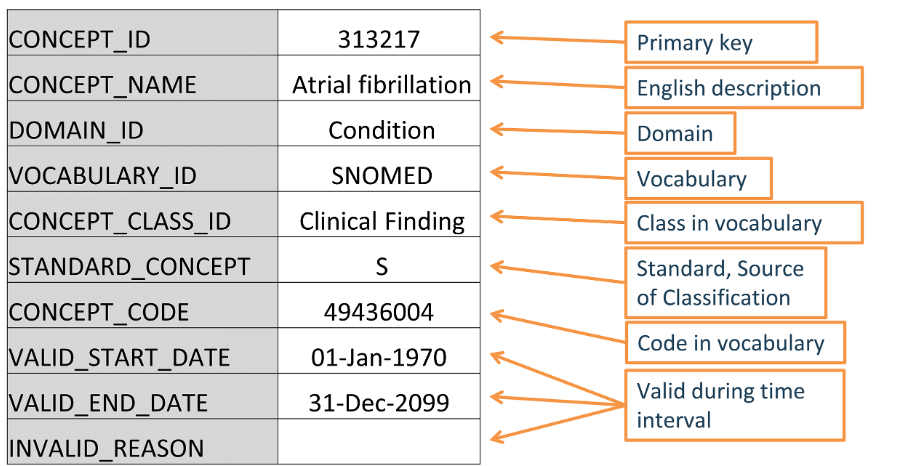 CONCEPT_ID 313217 Primary key
CONCEPT_NAME Atrial fibrillation English description
DOMAIN_ID Condition Domain
VOCABULARY_ID SNOMED Vocabulary
CONCEPT_CLASS_ID Clinical Finding Class in vocabulary
STANDARD_CONCEPT S Standard, Source
of Classification
CONCEPT_CODE 49436004 Code in vocabulary
VALID_START_DATE 01-Jan-1970
VALID_END_DATE 31-Dec-2099 Valid during time
interval
INVALID_REASON